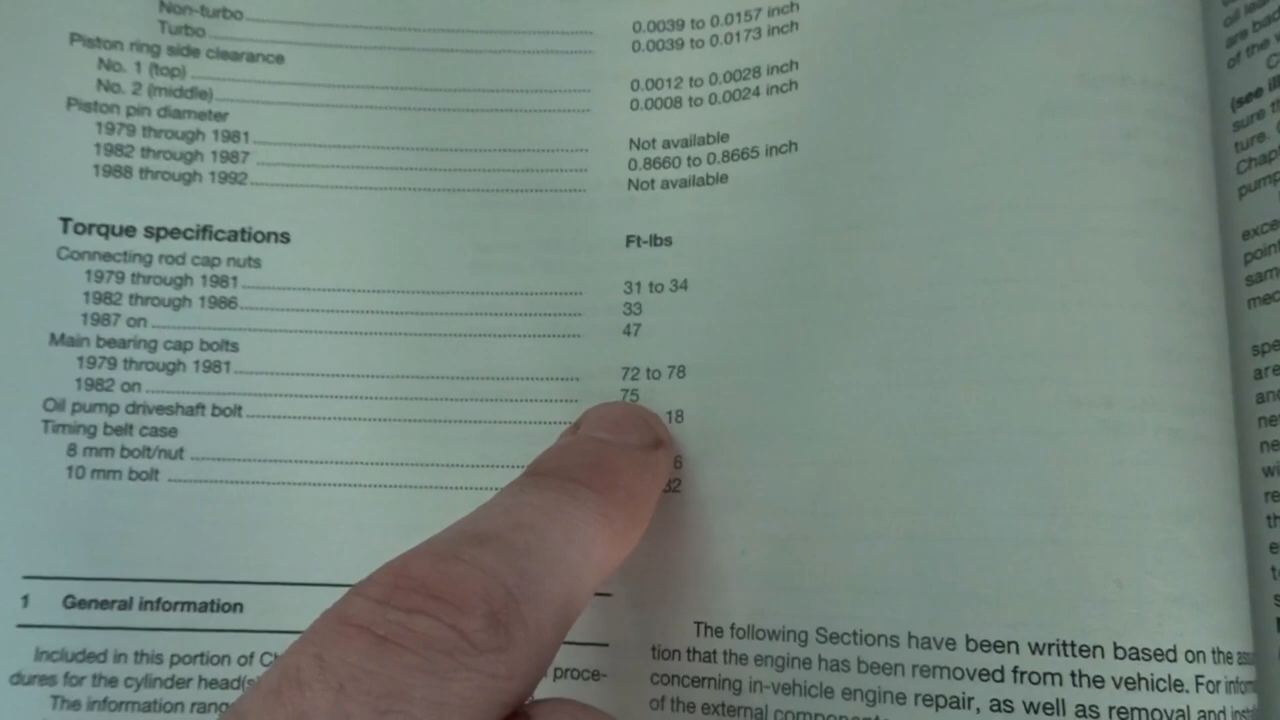 Non-turbo 0.0039 to 0.0157 inch
Turbo 0.0039 to 0.0173 inch
Piston ring side clearance
No. 1 (top) 0.0012 to 0.0028 inch
No. 2 (middle) 0.0008 to 0.0024 inch
Piston pin diameter
1979 through 1981 Not available
1982 through 1987 0.8660 to 0.8665 inch
1988 through 1992 Not available
Torque specifications Ft-lbs
Connecting rod cap nuts
1979 through 1981 31 to 34
1982 through 1986 33
1987 on 47
Main bearing cap bolts
1979 through 1981 72 to 78
1982 on 75
Oil pump driveshaft bolt 18
Timing belt case
8 mm bolt/nut 6
10 mm bolt 32
1 General information
Included in this portion of
dures for the cylinder proce-
The information
The following Sections have been written based on the
tion that the engine has been removed from the vehicle. For
concerning in-vehicle engine repair, as well as removal and
of the external
(see
sure
ture.
Chap
pump